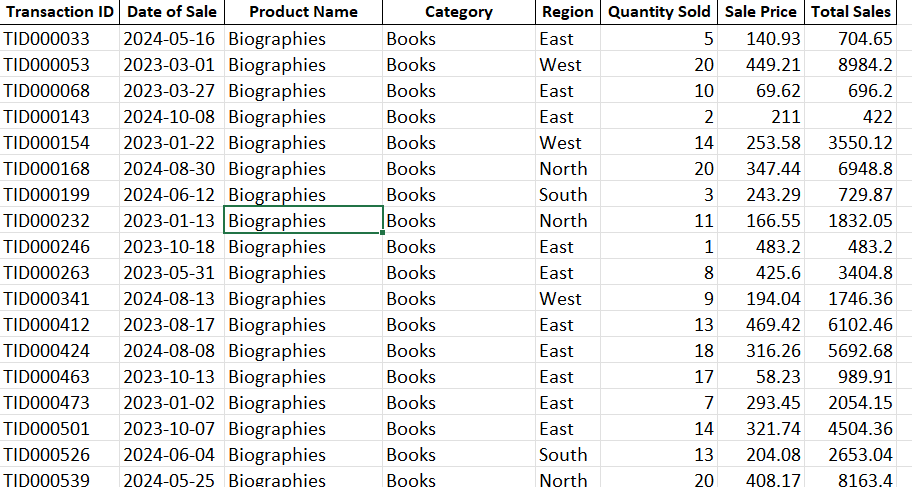 Transaction ID Date of Sale Product Name Category Region Quantity Sold Sale Price Total Sales
TID000033 2024-05-16 Biographies Books East 5 140.93 704.65
TID000053 2023-03-01 Biographies Books West 20 449.21 8984.2
TID000068 2023-03-27 Biographies Books East 10 69.62 696.2
TID000143 2024-10-08 Biographies Books East 2 211 422
TID000154 2023-01-22 Biographies Books West 14 253.58 3550.12
TID000168 2024-08-30 Biographies Books North 20 347.44 6948.8
TID000199 2024-06-12 Biographies Books South 3 243.29 729.87
TID000232 2023-01-13 Biographies Books North 11 166.55 1832.05
TID000246 2023-10-18 Biographies Books East 1 483.2 483.2
TID000263 2023-05-31 Biographies Books East 8 425.6 3404.8
TID000341 2024-08-13 Biographies Books West 9 194.04 1746.36
TID000412 2023-08-17 Biographies Books East 13 469.42 6102.46
TID000424 2024-08-08 Biographies Books East 18 316.26 5692.68
TID000463 2023-10-13 Biographies Books East 17 58.23 989.91
TID000473 2023-01-02 Biographies Books East 7 293.45 2054.15
TID000501 2023-10-07 Biographies Books East 14 321.74 4504.36
TID000526 2024-06-04 Biographies Books South 13 204.08 2653.04
TID000539 2024-05-25 Biographies Books North 20 408.17 8163.4